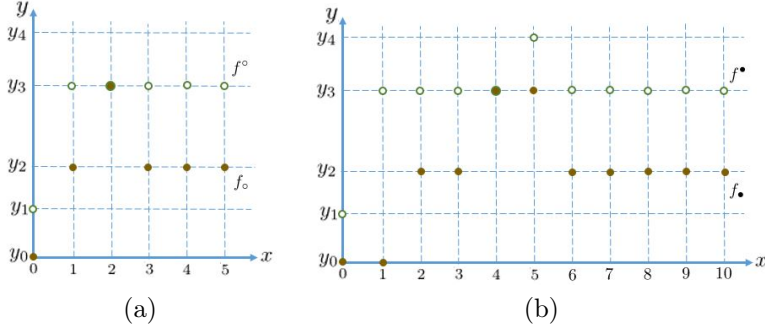 y
y₄
y₃
y₂
y₁
y₀
f°
f∘
0 1 2 3 4 5 x
(a)
y
y₄
y₃
y₂
y₁
y₀
f•
f•
0 1 2 3 4 5 6 7 8 9 10 x
(b)